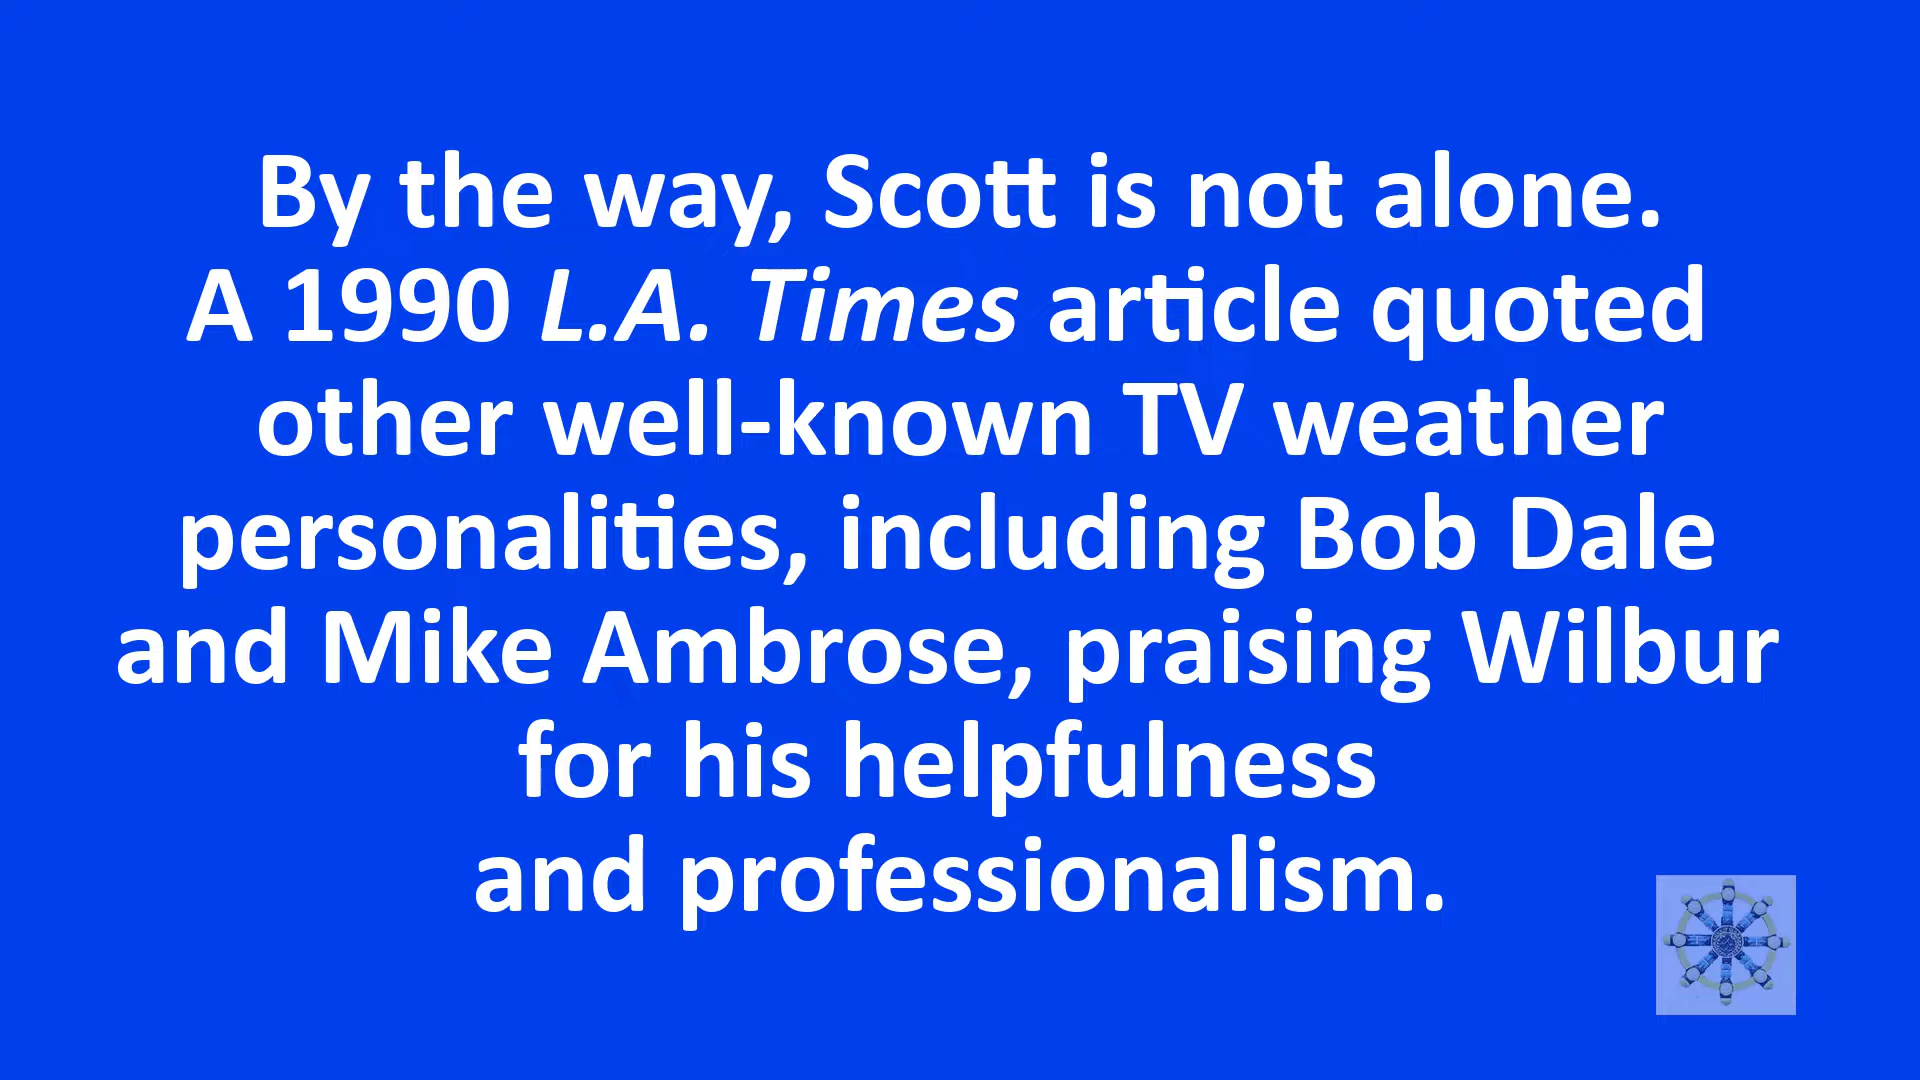 By the way, Scott is not alone.
A 1990 L.A. Times article quoted
other well-known TV weather
personalities, including Bob Dale
and Mike Ambrose, praising Wilbur
for his helpfulness
and professionalism.